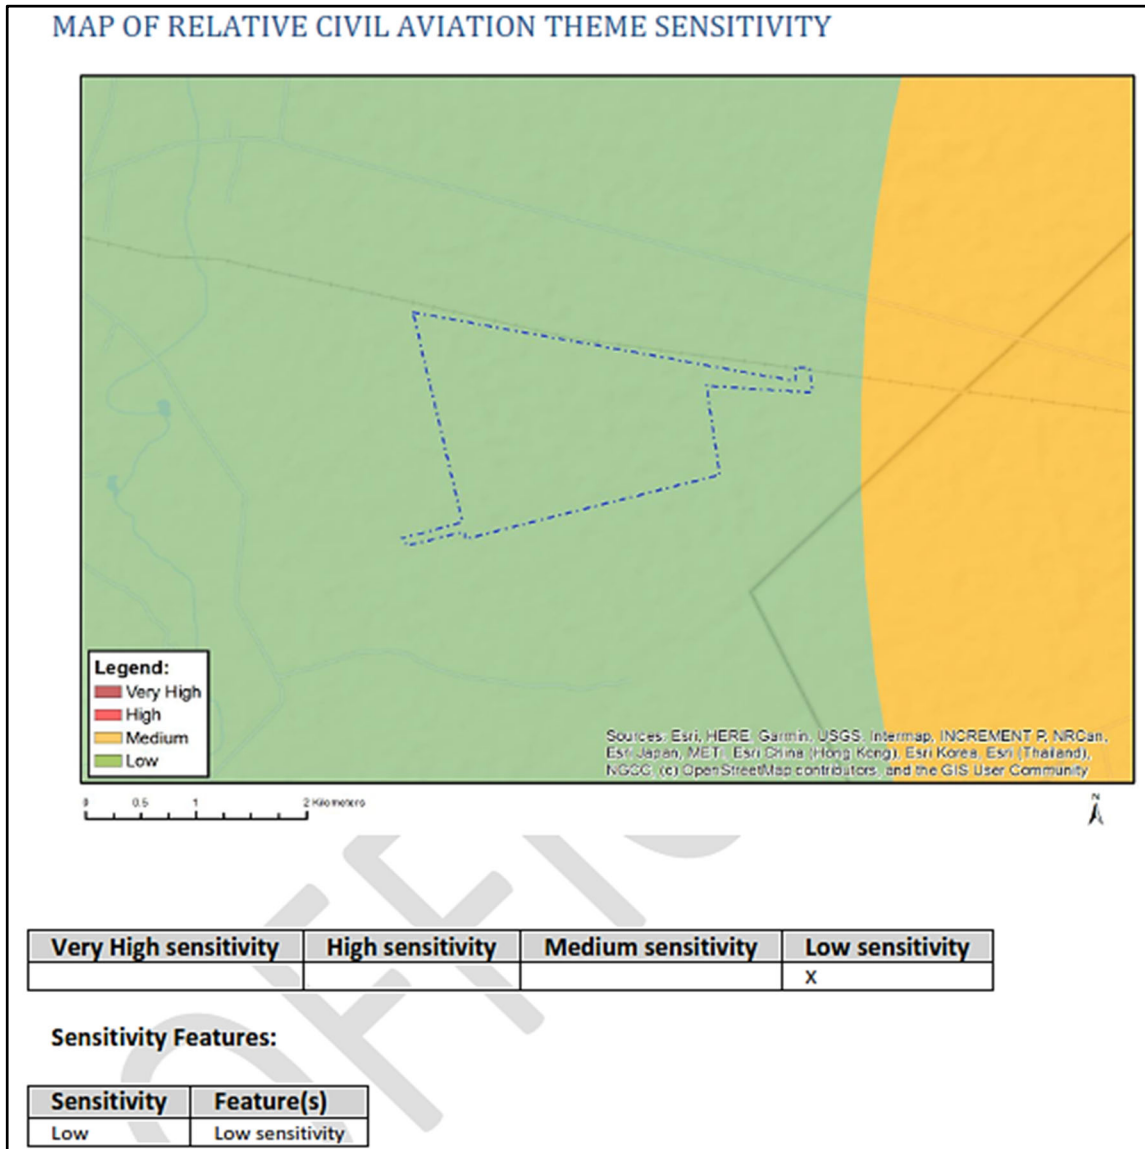 MAP OF RELATIVE CIVIL AVIATION THEME SENSITIVITY
Legend:
Very High
High
Medium
Low
Sources: Esri, HERE, Garmin, USGS, Intermap, INCREMENT P, NRCan,
Esri Japan, METI, Esri China (Hong Kong), Esri Korea, Esri (Thailand),
NGCC, (c) OpenStreetMap contributors, and the GIS User Community
0 0.5 1 2 Kilometers
N
Very High sensitivity High sensitivity Medium sensitivity Low sensitivity
X
Sensitivity Features:
Sensitivity Feature(s)
Low Low sensitivity